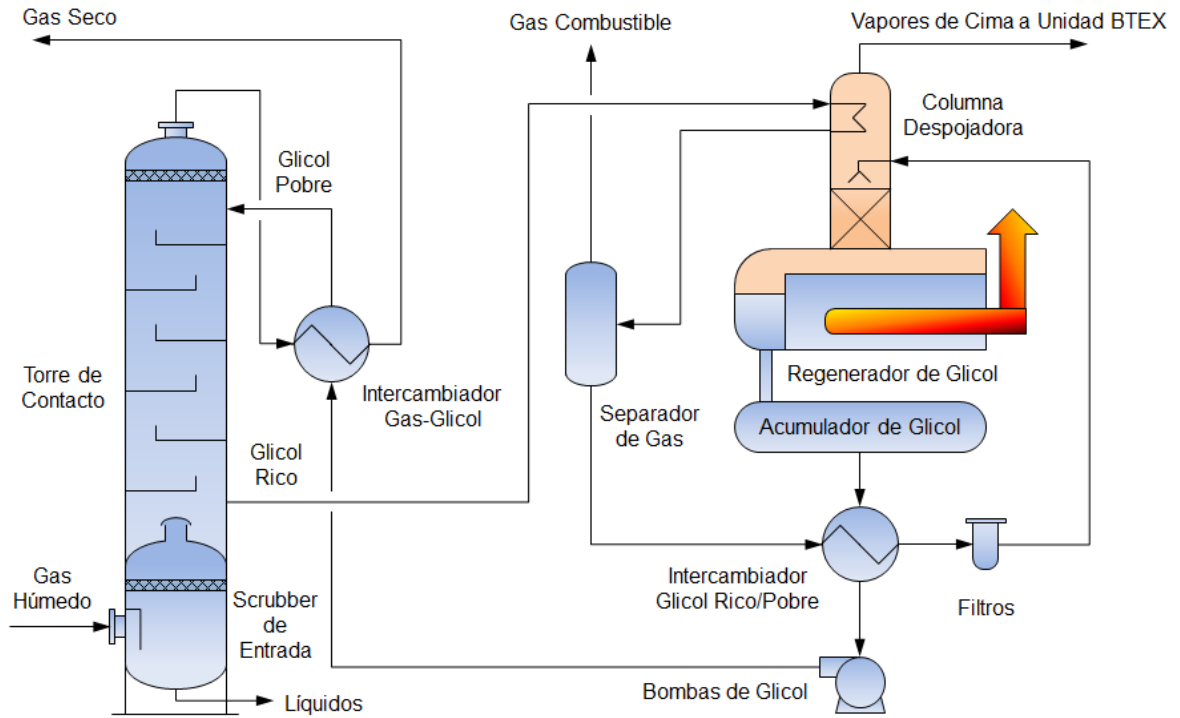 Gas Seco
Gas Combustible
Vapores de Cima a Unidad BTEX
Columna
Despojadora
Glicol
Pobre
Torre de
Contacto
Intercambiador
Gas-Glicol
Regenerador de Glicol
Separador
de Gas
Acumulador de Glicol
Glicol
Rico
Gas
Húmedo
Scrubber
de
Entrada
Intercambiador
Glicol Rico/Pobre
Filtros
Líquidos
Bombas de Glicol